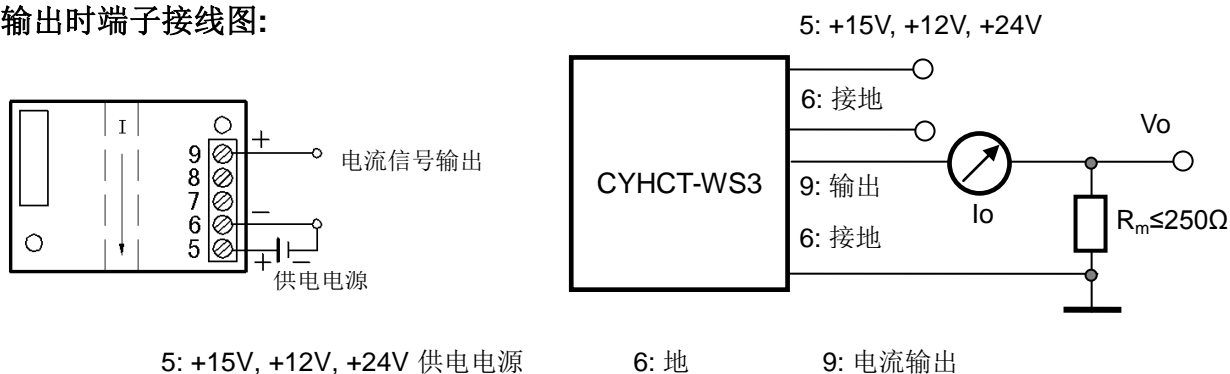 输出时端子接线图:
5: +15V, +12V, +24V
6: 接地
9: 输出
6: 接地
CYHCT-WS3
Io
Vo
Rm≤250Ω
I
9
8
7
6
5
+
−
+
−
电流信号输出
供电电源
5: +15V, +12V, +24V 供电电源 6: 地 9: 电流输出